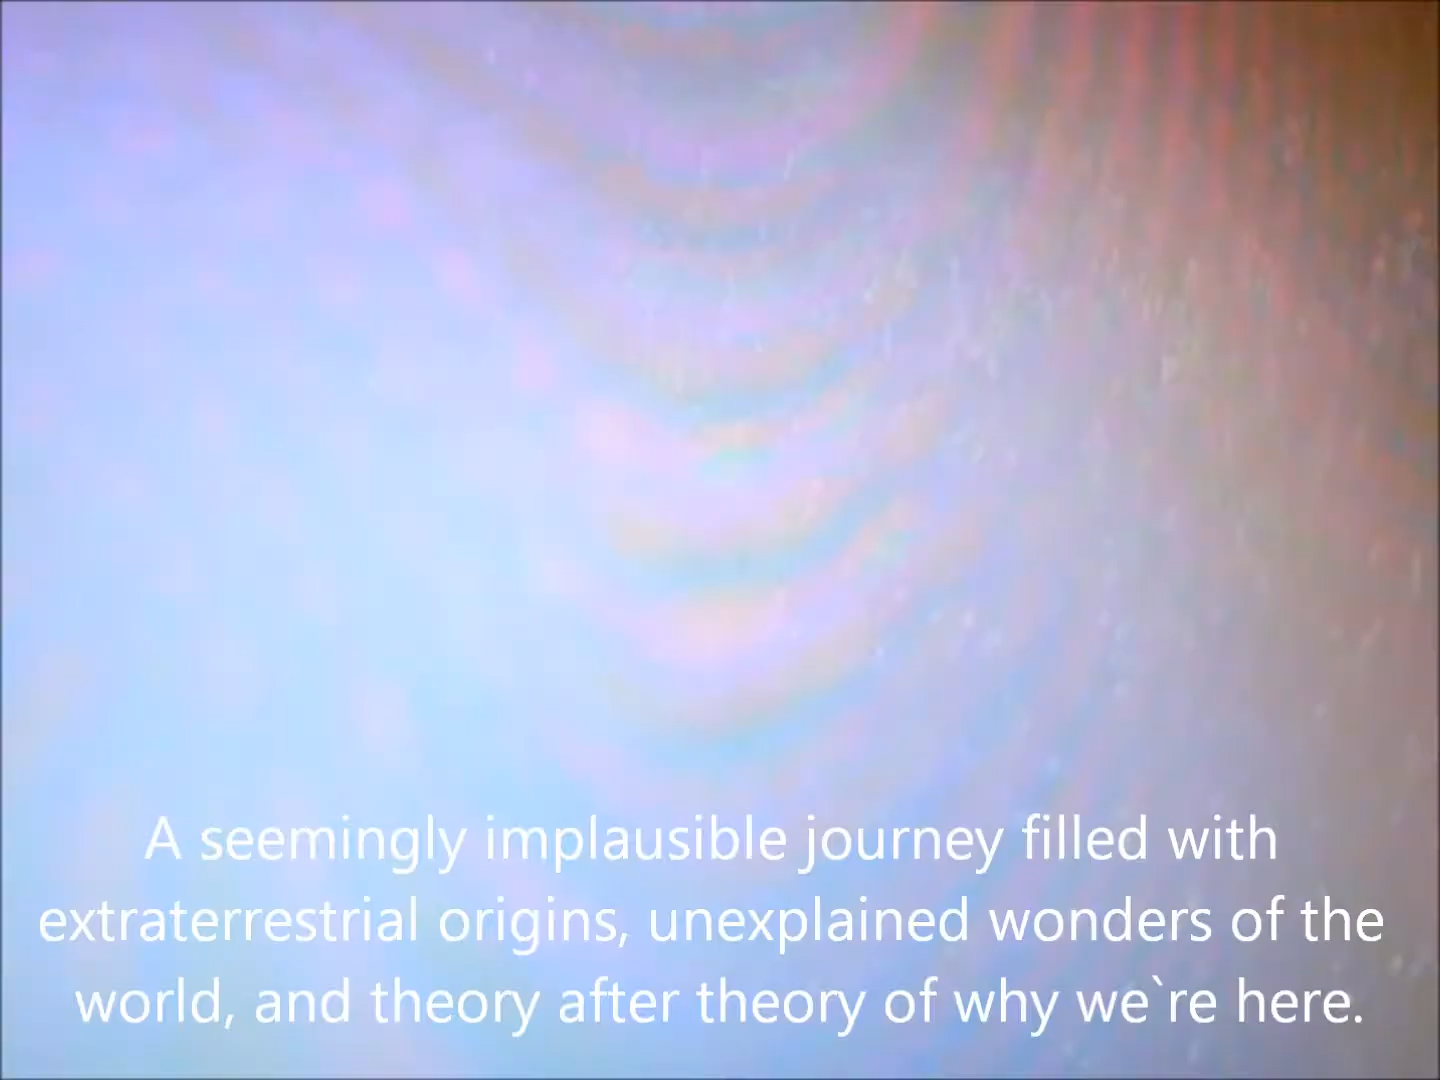 A seemingly implausible journey filled with
extraterrestrial origins, unexplained wonders of the
world, and theory after theory of why we`re here.